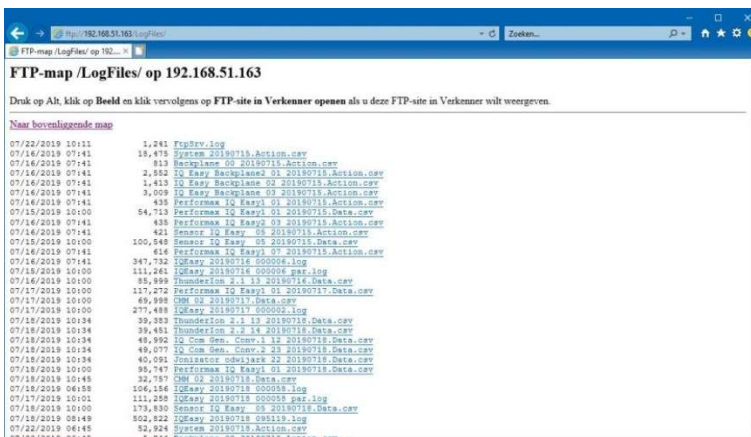 ftp://192.168.51.163/LogFiles/
Zoeken...
FTP-map /LogFiles/ op 192....
FTP-map /LogFiles/ op 192.168.51.163
Druk op Alt, klik op Beeld en klik vervolgens op FTP-site in Verkenner openen als u deze FTP-site in Verkenner wilt weergeven.
Naar bovenliggende map
07/22/2019 10:11 1,241 FtpSrv.log
07/16/2019 07:41 18,475 System 20190715.Action.csv
07/16/2019 07:41 813 Backplane 00 20190715.Action.csv
07/16/2019 07:41 2,552 IQ Easy Backplane2 01 20190715.Action.csv
07/16/2019 07:41 1,413 IQ Easy Backplane 02 20190715.Action.csv
07/16/2019 07:41 3,009 IQ Easy Backplane 03 20190715.Action.csv
07/16/2019 07:41 435 Performax IQ Easy1 01 20190715.Action.csv
07/15/2019 10:00 54,713 Performax IQ Easy1 01 20190715.Data.csv
07/16/2019 07:41 435 Performax IQ Easy2 03 20190715.Action.csv
07/16/2019 07:41 421 Sensor IQ Easy 05 20190715.Action.csv
07/15/2019 10:00 100,548 Sensor IQ Easy 05 20190715.Data.csv
07/16/2019 07:41 616 Performax IQ Easy1 07 20190715.Action.csv
07/16/2019 07:41 347,732 IQEasy 20190716 000006.log
07/15/2019 10:00 111,261 IQEasy 20190716 000006 par.log
07/16/2019 10:00 85,999 ThunderIon 2.1 13 20190716.Data.csv
07/17/2019 10:00 117,272 Performax IQ Easy1 01 20190717.Data.csv
07/17/2019 10:00 69,998 CMM 02 20190717.Data.csv
07/17/2019 10:00 277,488 IQEasy 20190717 000002.log
07/18/2019 10:34 39,383 ThunderIon 2.1 13 20190718.Data.csv
07/18/2019 10:34 39,451 ThunderIon 2.2 14 20190718.Data.csv
07/18/2019 10:34 48,992 IQ Com Gen. Conv.1 12 20190718.Data.csv
07/18/2019 10:34 49,077 IQ Com Gen. Conv.2 23 20190718.Data.csv
07/18/2019 10:34 40,091 Jonizator odwijark 22 20190718.Data.csv
07/18/2019 10:00 95,747 Performax IQ Easy1 01 20190718.Data.csv
07/18/2019 10:45 32,757 CMM 02 20190718.Data.csv
07/18/2019 06:58 106,156 IQEasy 20190718 000058.log
07/17/2019 10:01 111,258 IQEasy 20190718 000058 par.log
07/18/2019 10:00 173,830 Sensor IQ Easy 05 20190718.Data.csv
07/18/2019 08:49 502,822 IQEasy 20190718 095119.log
07/22/2019 06:45 52,924 System 20190718.Action.csv